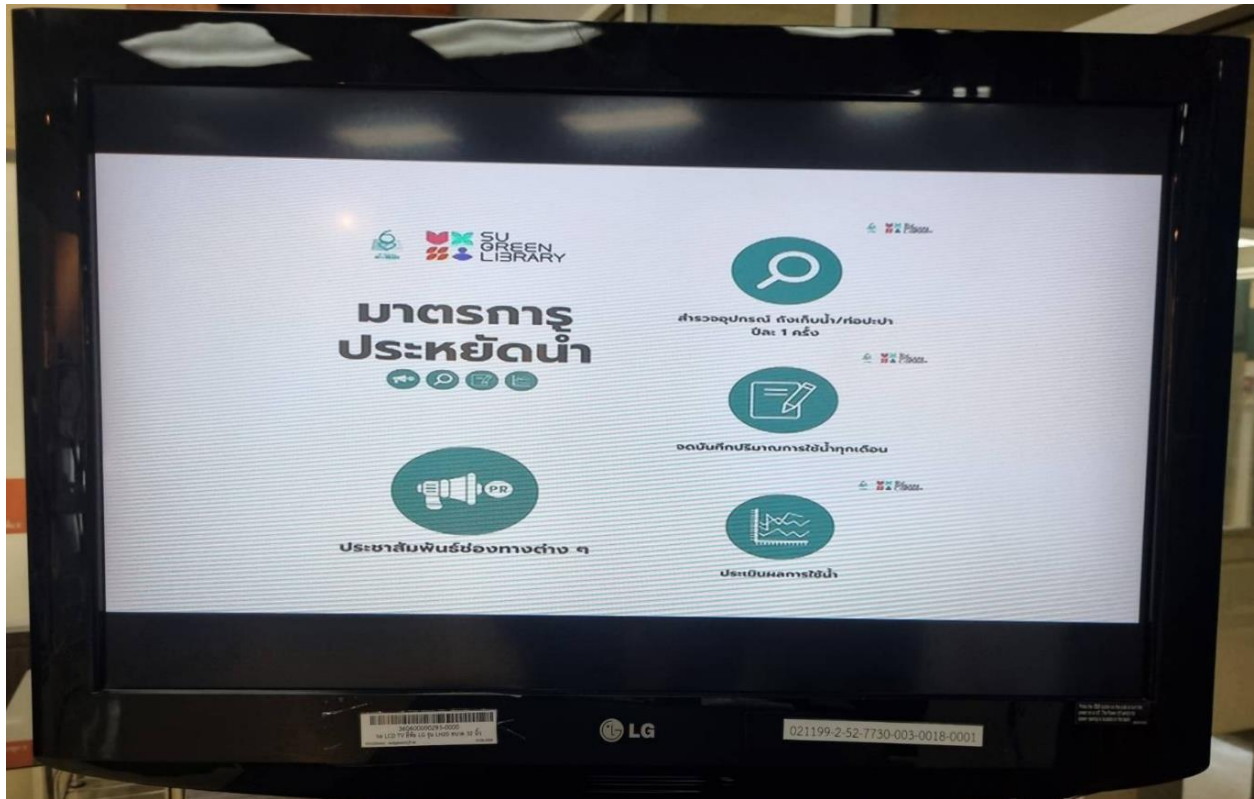 SU
GREEN
LIBRARY
มาตรการ
ประหยัดน้ำ
PR
ประชาสัมพันธ์ช่องทางต่าง ๆ
สำรวจอุปกรณ์ ถังเก็บน้ำ/ท่อปะปา
ปีละ 1 ครั้ง
จดบันทึกปริมาณการใช้น้ำทุกเดือน
ประเมินผลการใช้น้ำ
LG
021199-2-52-7730-003-0018-0001